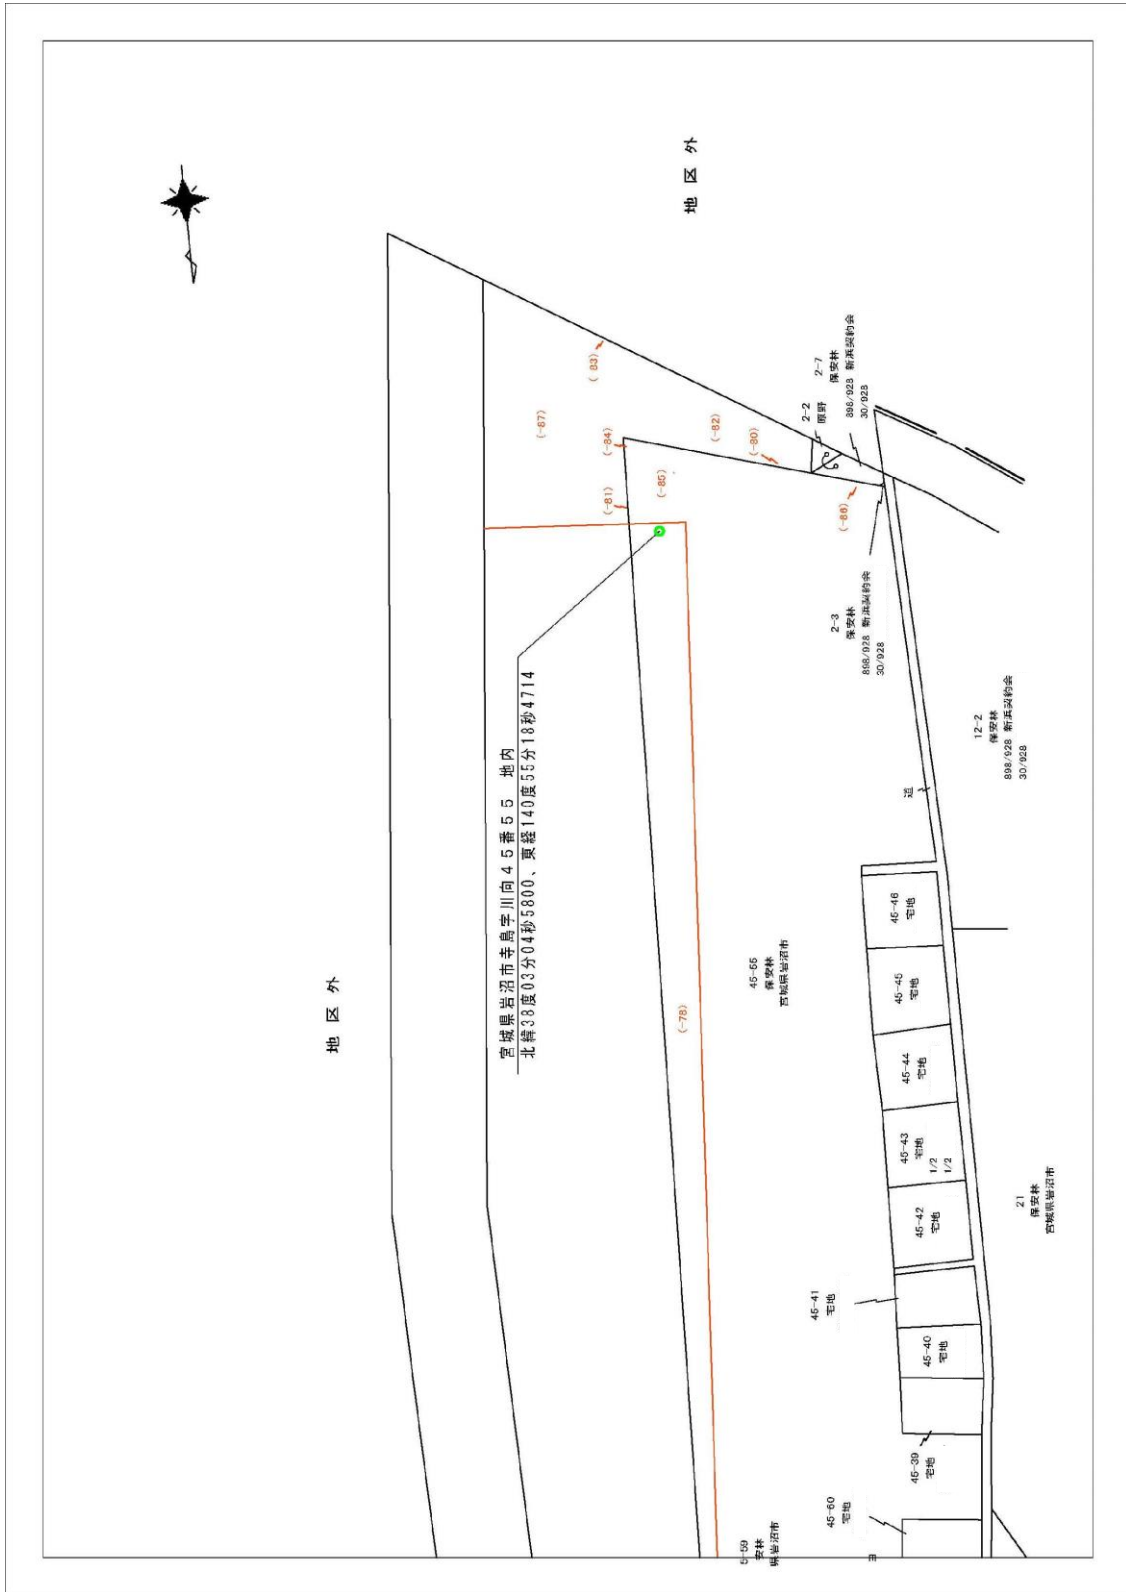 地区外
(-83)
(-87)
(-84)
(-82)
(-80)
(-81)
(-85)
(-86)
2-2
原野
2-7
保安林
898/928 新浜契約会
30/928
2-3
保安林
898/928 新浜契約会
30/928
12-2
保安林
898/928 新浜契約会
30/928
道
宮城県岩沼市寺島字川向45番55 地内
北緯38度03分04秒5800、東経140度55分18秒4714
地区外
(-78)
保安林
宮城県岩沼市
45-46
宅地
45-45
宅地
45-44
宅地
45-43
宅地
1/2
1/2
45-42
宅地
45-41
宅地
45-40
宅地
45-39
宅地
45-60
宅地
21
保安林
宮城県岩沼市
5-59
安林
県岩沼市